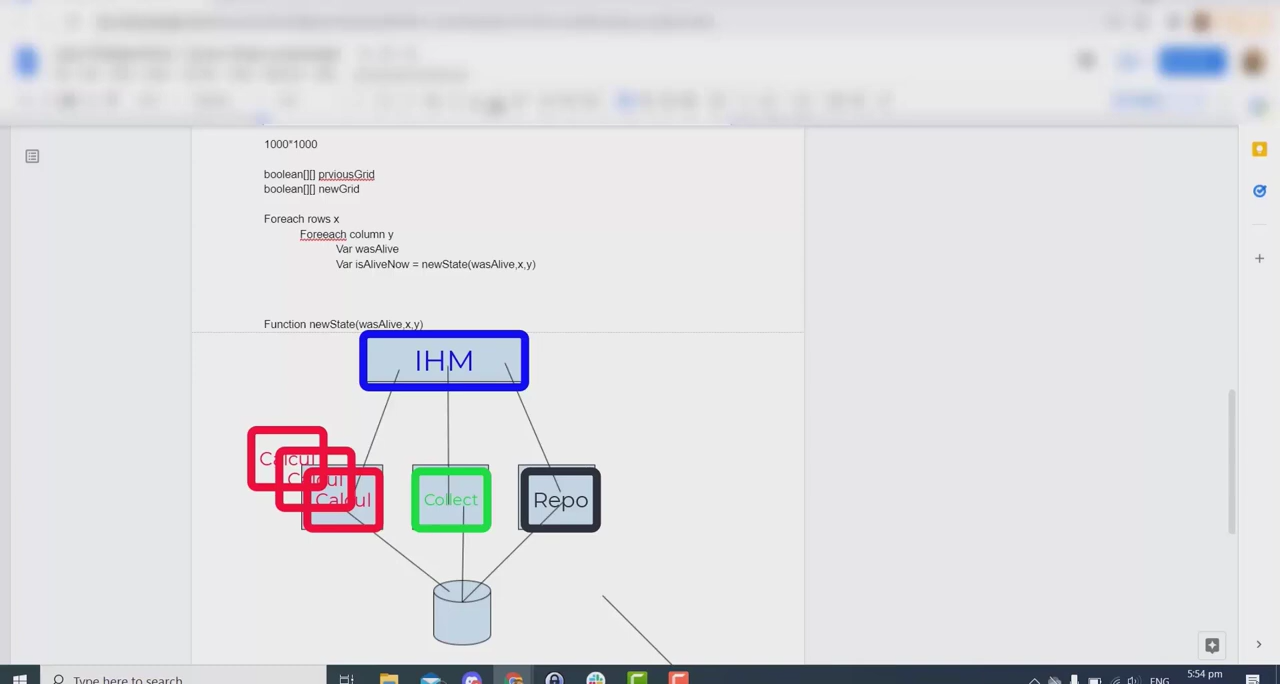 1000*1000
boolean[][] prviousGrid
boolean[][] newGrid
Foreach rows x
Foreeach column y
Var wasAlive
Var isAliveNow = newState(wasAlive,x,y)
Function newState(wasAlive,x,y)
IHM
Calcul
Calcul
Calcul
Collect
Repo
Type here to search
ENG
5:54 pm